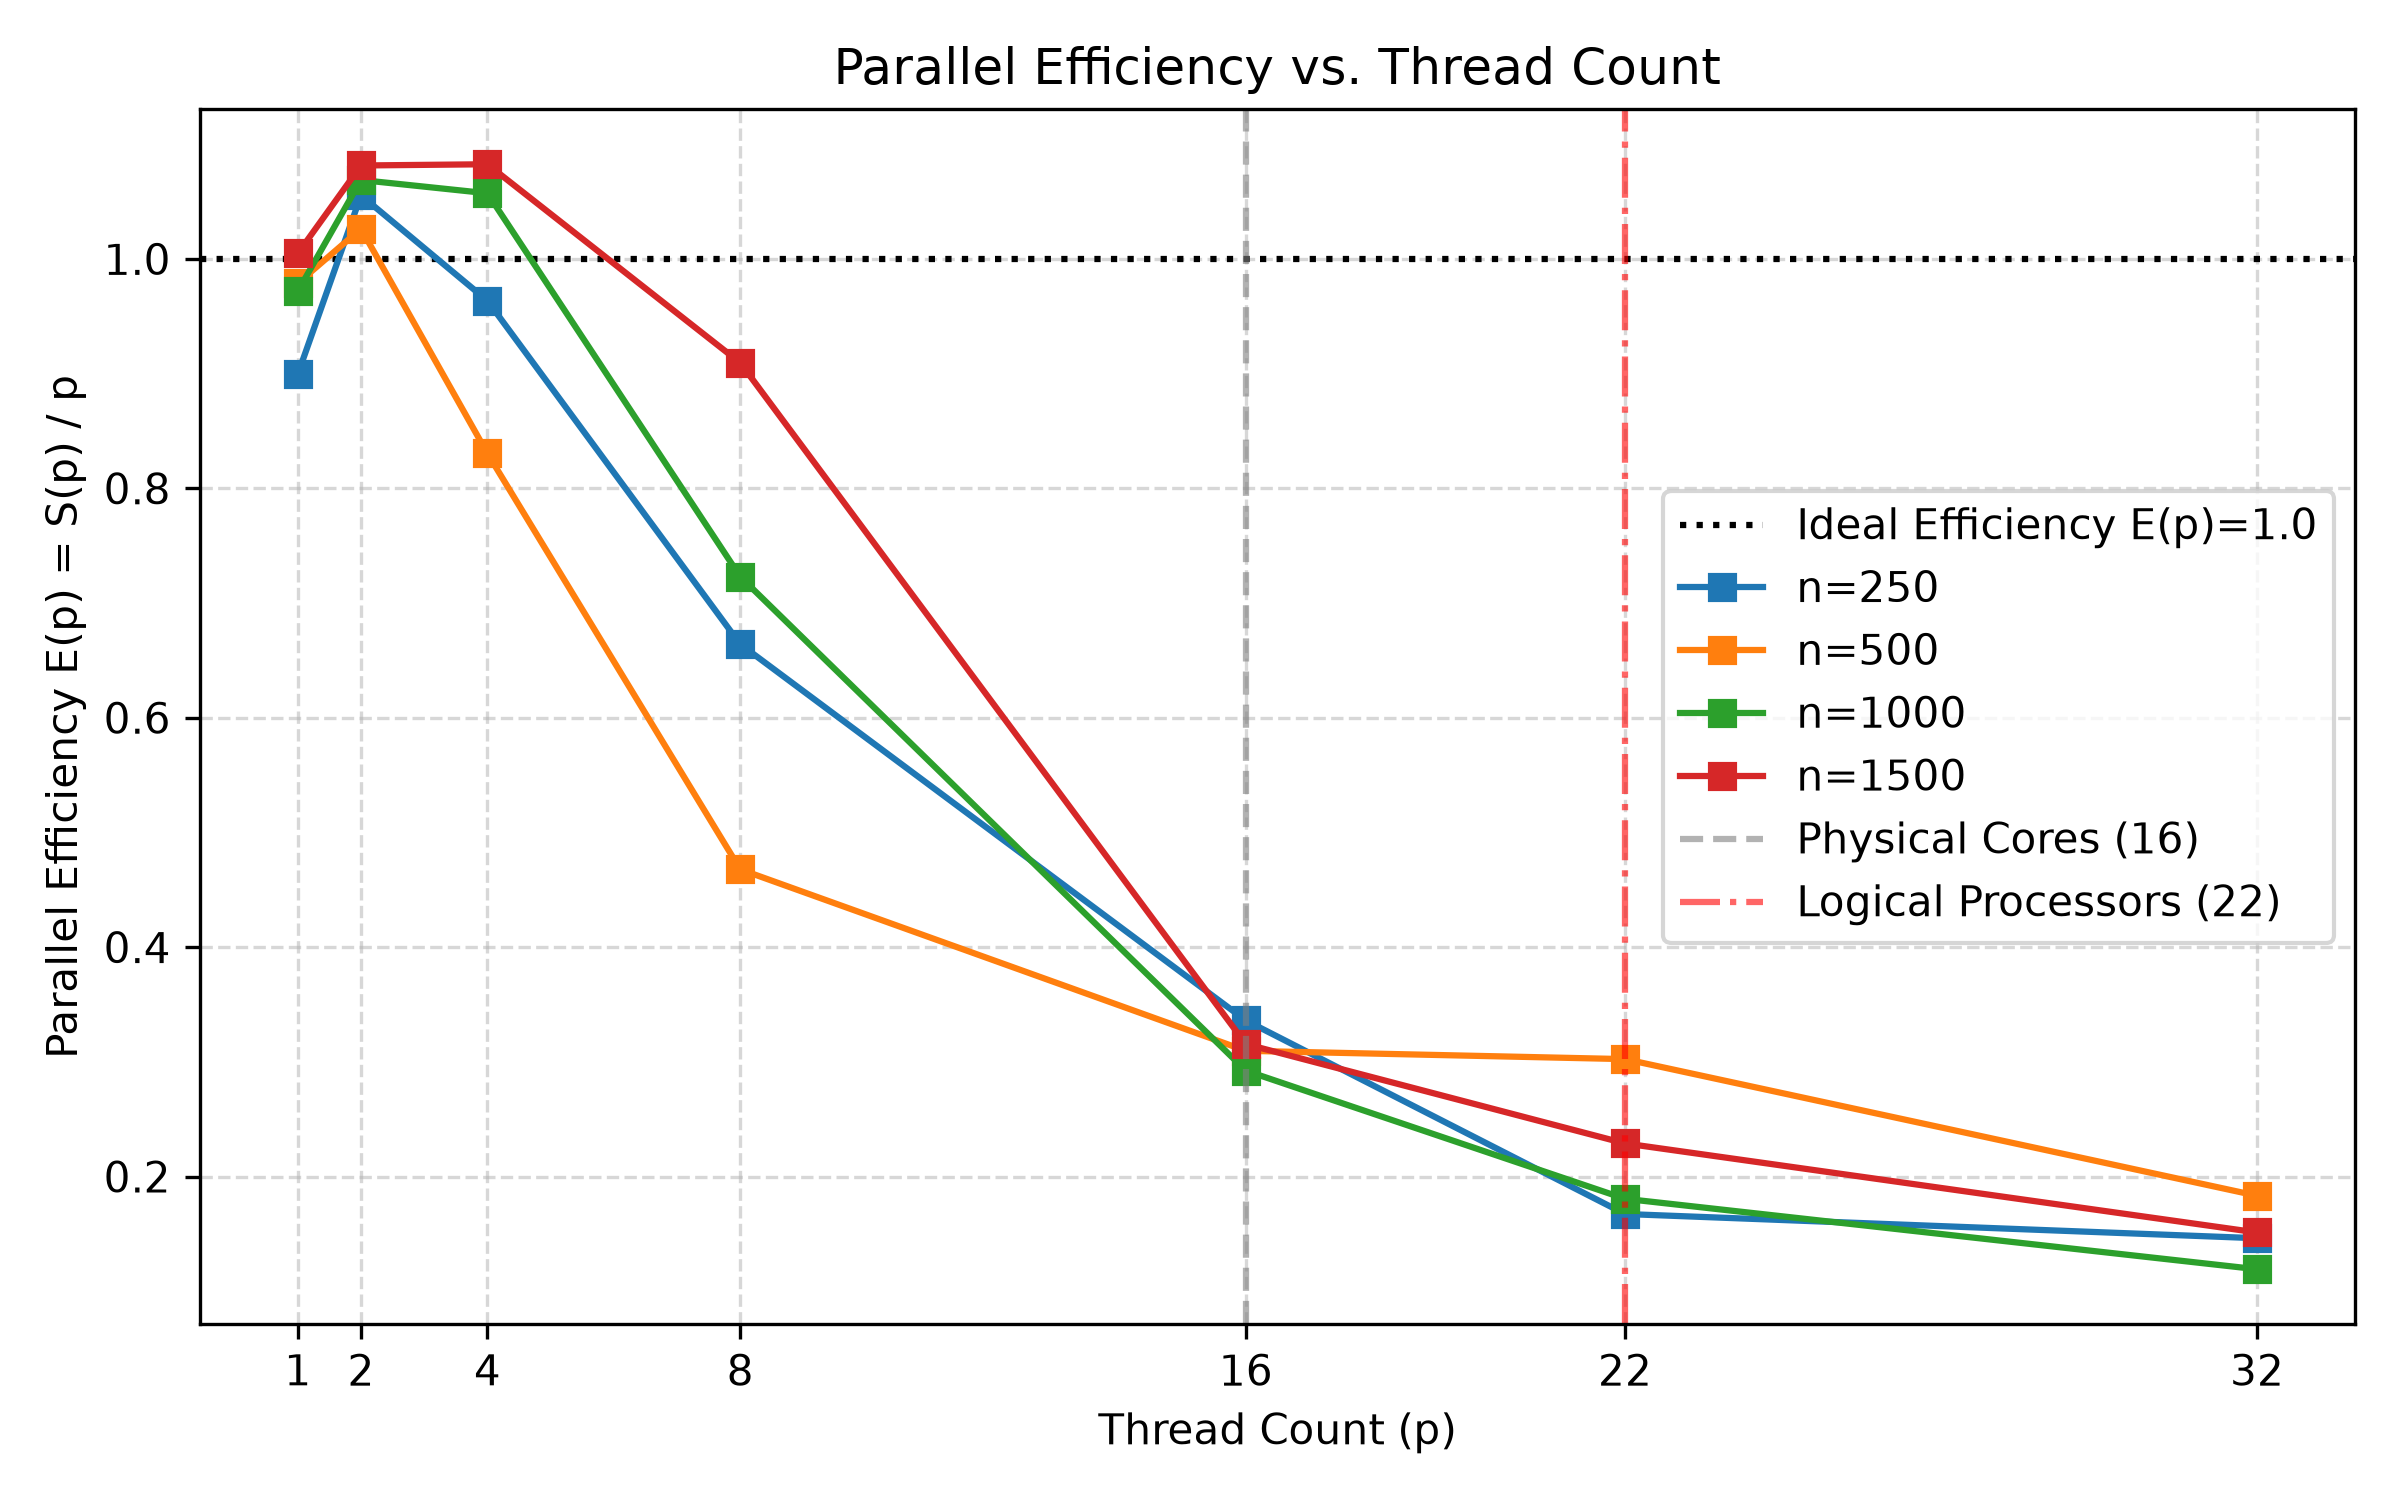 Parallel Efficiency vs. Thread Count
Parallel Efficiency E(p) = S(p) / p
1.0
0.8
0.6
0.4
0.2
Ideal Efficiency E(p)=1.0
n=250
n=500
n=1000
n=1500
Physical Cores (16)
Logical Processors (22)
1 2 4 8 16 22 32
Thread Count (p)